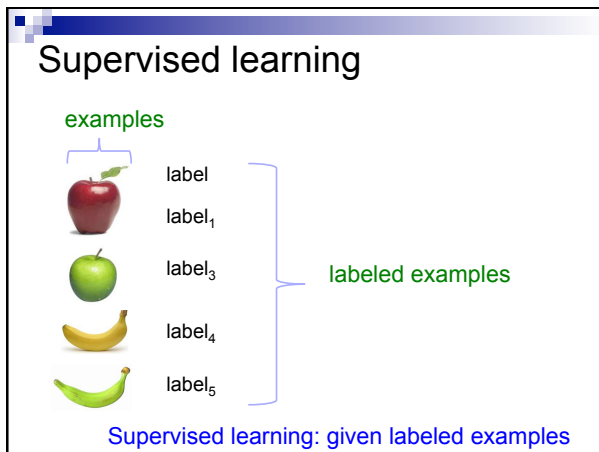 Supervised learning
examples
label
label₁
label₃
labeled examples
label₄
label₅
Supervised learning: given labeled examples